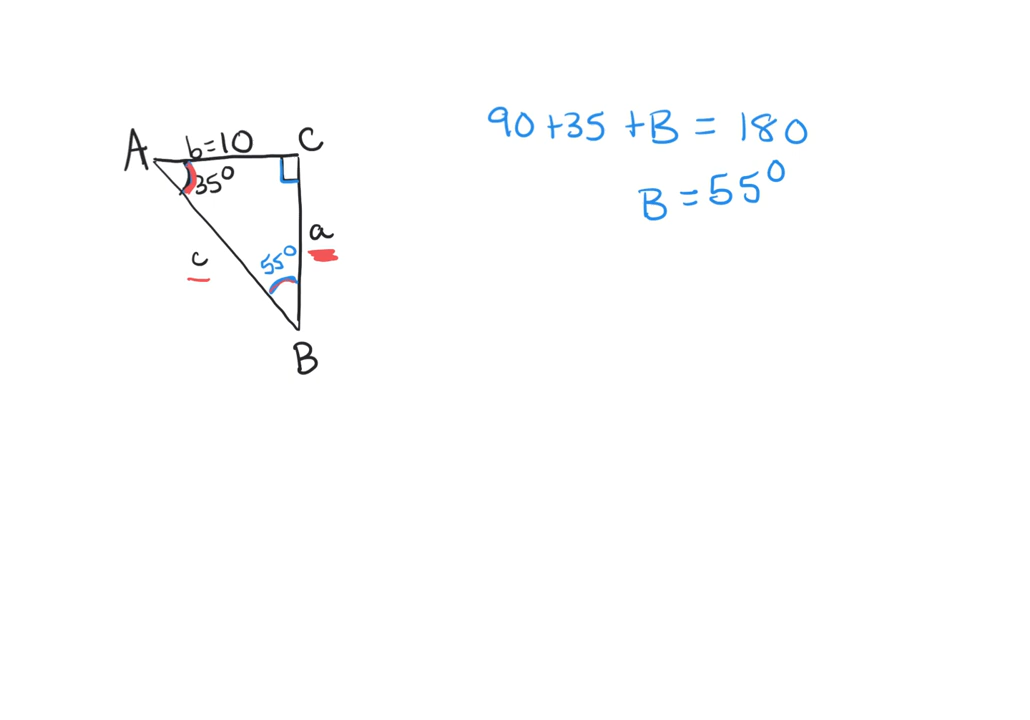 90+35 +B = 180
B = 55°
A b=10 C
35°
a
c 55°
B